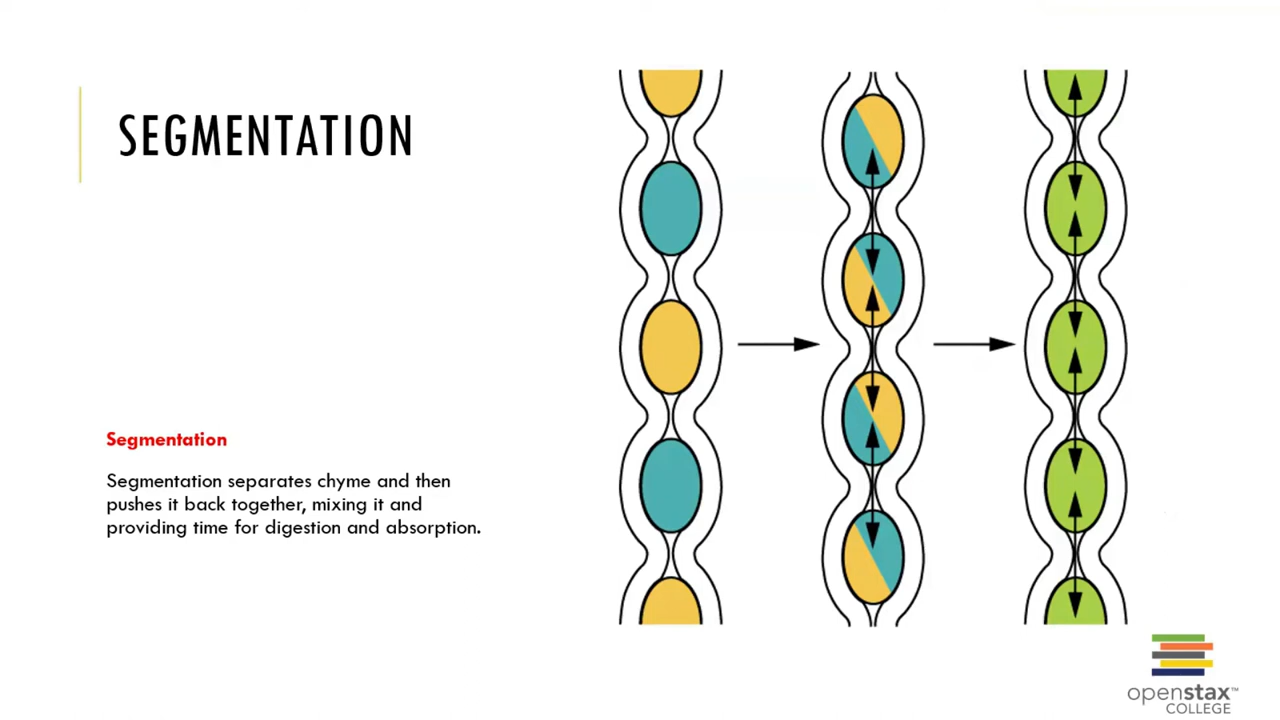 SEGMENTATION
Segmentation
Segmentation separates chyme and then
pushes it back together, mixing it and
providing time for digestion and absorption.
openstax™
COLLEGE